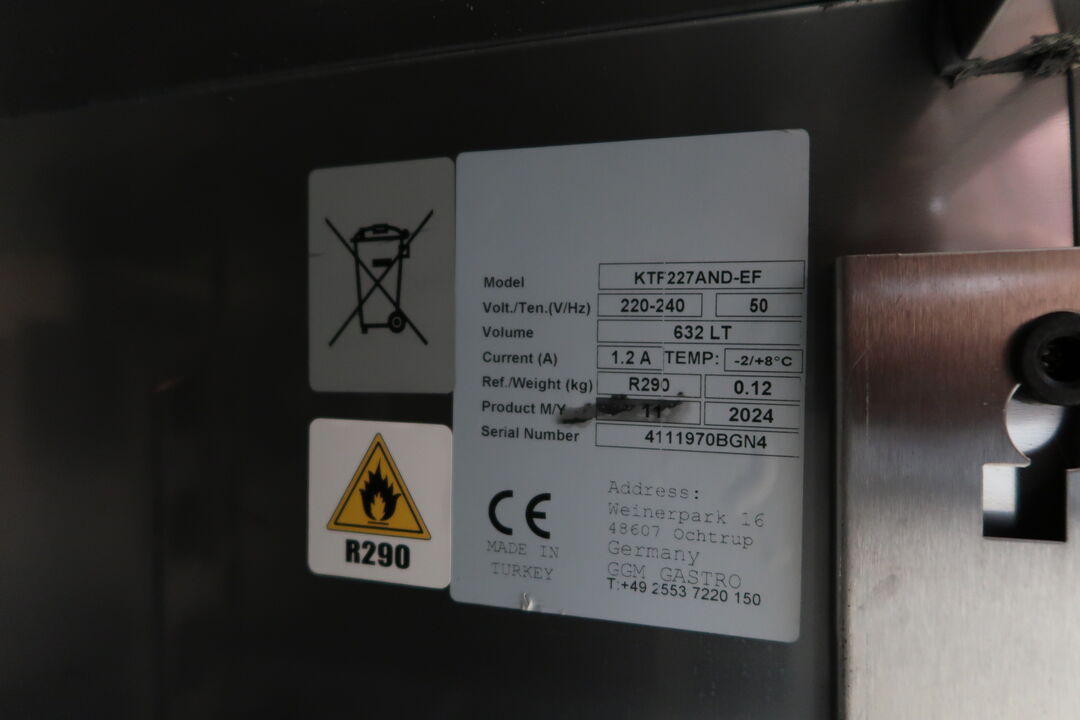 Model KTF227AND-EF
Volt./Ten.(V/Hz) 220-240 50
Volume 632 LT
Current (A) 1.2 A TEMP: -2/+8°C
Ref./Weight (kg) R290 0.12
Product M/Y 11 2024
Serial Number 4111970BGN4
CE
MADE IN
TURKEY
Address:
Weinerpark 16
48607 Ochtrup
Germany
GGM GASTRO
T:+49 2553 7220 150
R290